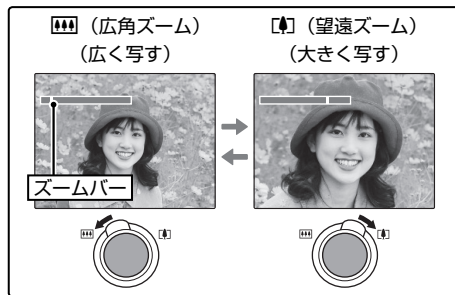 （広角ズーム）
（広く写す）
（望遠ズーム）
（大きく写す）
ズームバー